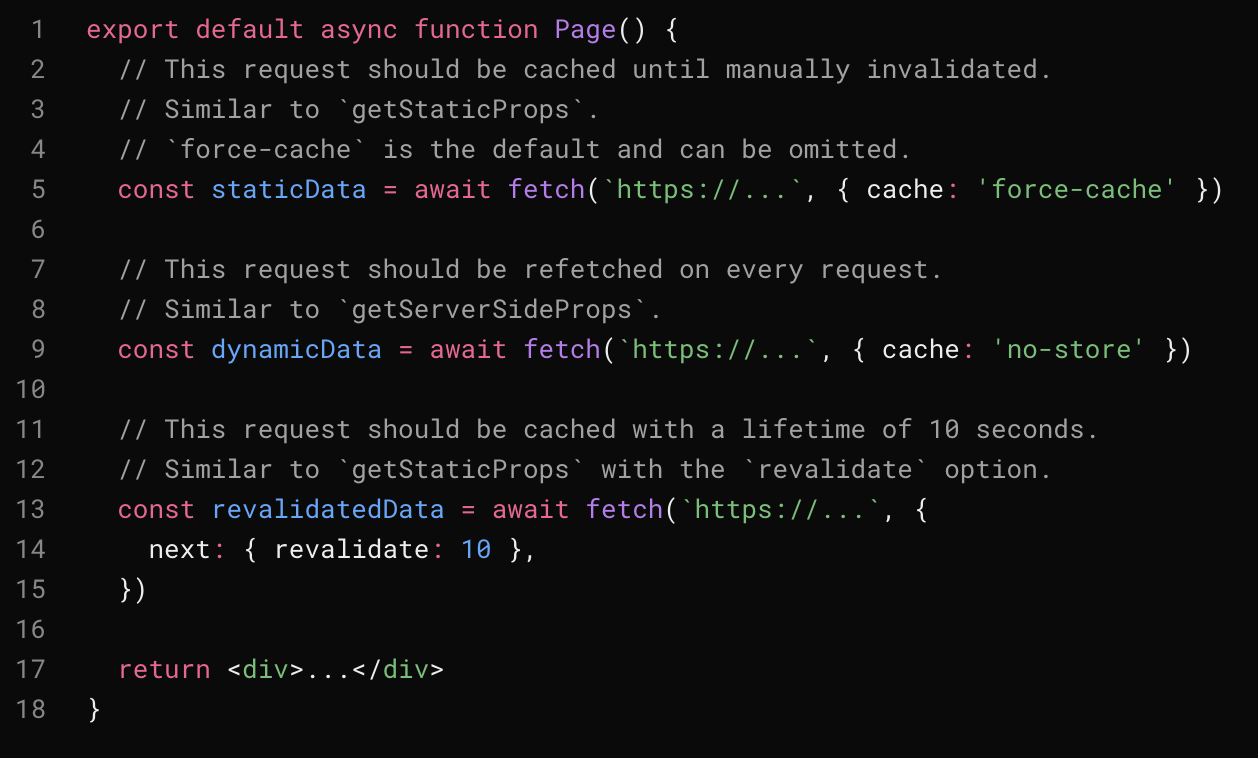 1 export default async function Page() {
2   // This request should be cached until manually invalidated.
3   // Similar to `getStaticProps`.
4   // `force-cache` is the default and can be omitted.
5   const staticData = await fetch(`https://...`, { cache: 'force-cache' })
6
7   // This request should be refetched on every request.
8   // Similar to `getServerSideProps`.
9   const dynamicData = await fetch(`https://...`, { cache: 'no-store' })
10
11   // This request should be cached with a lifetime of 10 seconds.
12   // Similar to `getStaticProps` with the `revalidate` option.
13   const revalidatedData = await fetch(`https://...`, {
14     next: { revalidate: 10 },
15   })
16
17   return <div>...</div>
18 }